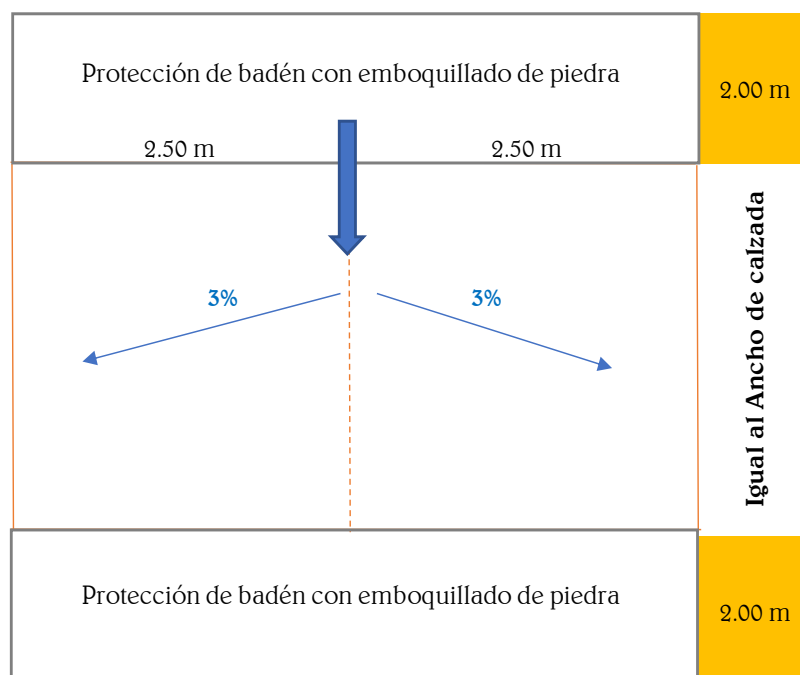 Protección de badén con emboquillado de piedra
2.00 m
2.50 m
2.50 m
Igual al Ancho de calzada
3%
3%
Protección de badén con emboquillado de piedra
2.00 m